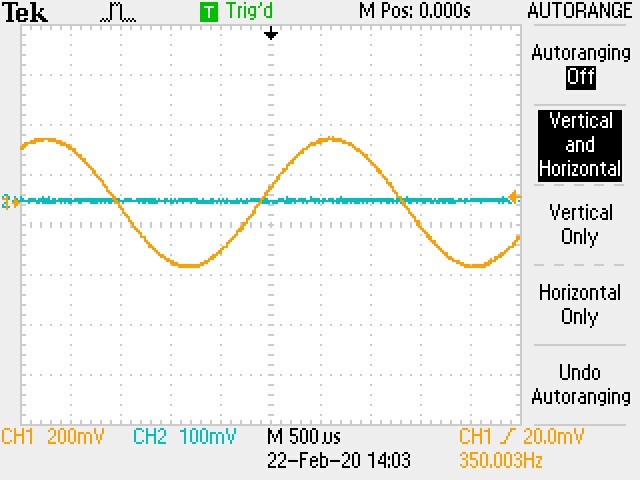 Tek T Trig'd M Pos: 0.000s AUTORANGE
Autoranging
Off
Vertical
and
Horizontal
Vertical
Only
Horizontal
Only
Undo
Autoranging
CH1 200mV CH2 100mV M 500µs CH1 20.0mV
22-Feb-20 14:03 350.003Hz